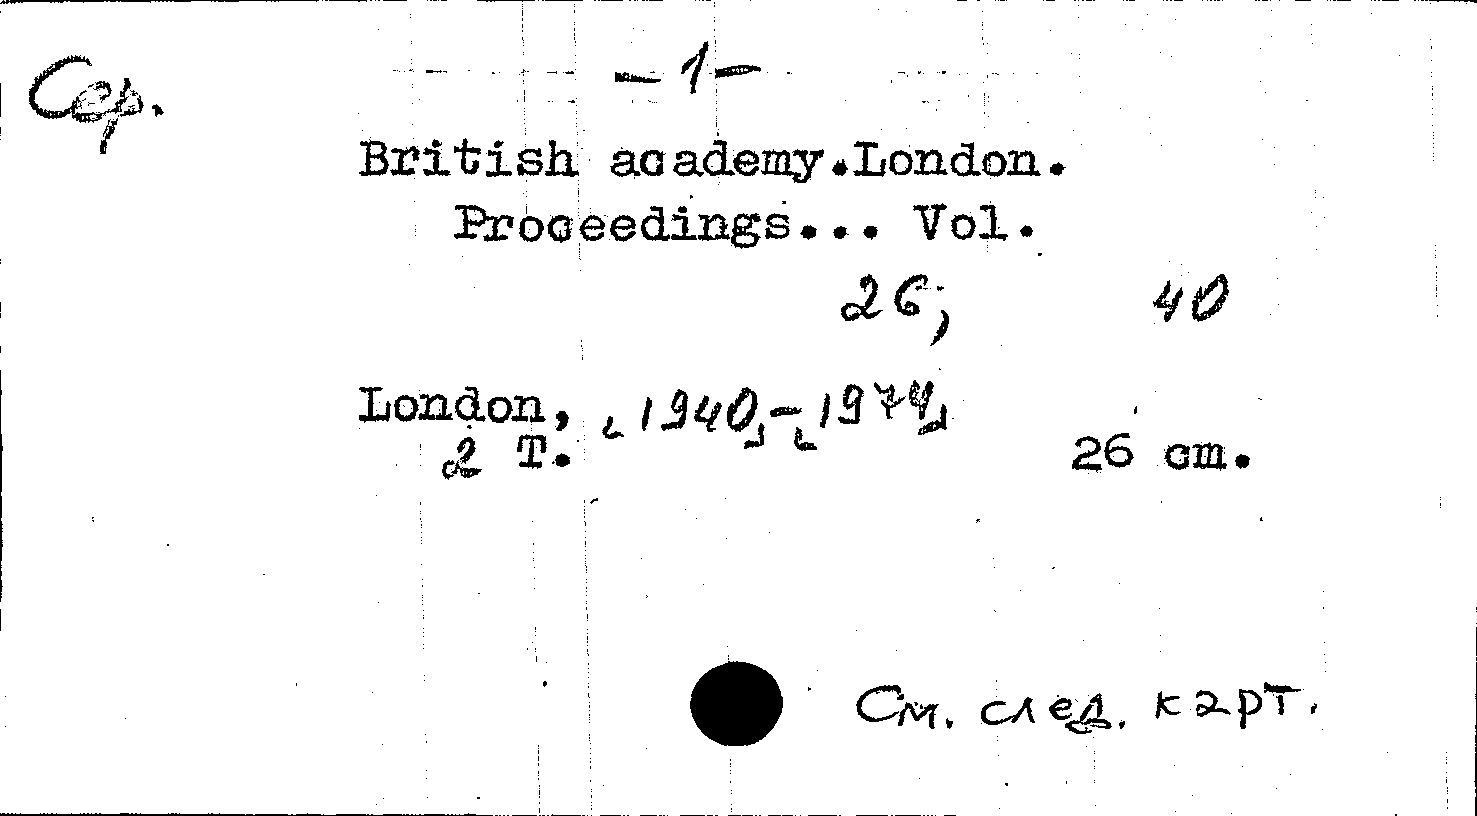 Сер.
-1-
British academy.London.
Proceedings... Vol.
26, 40
London, [1940]-[1974]
2 T. 26 cm.
См. след. карт.